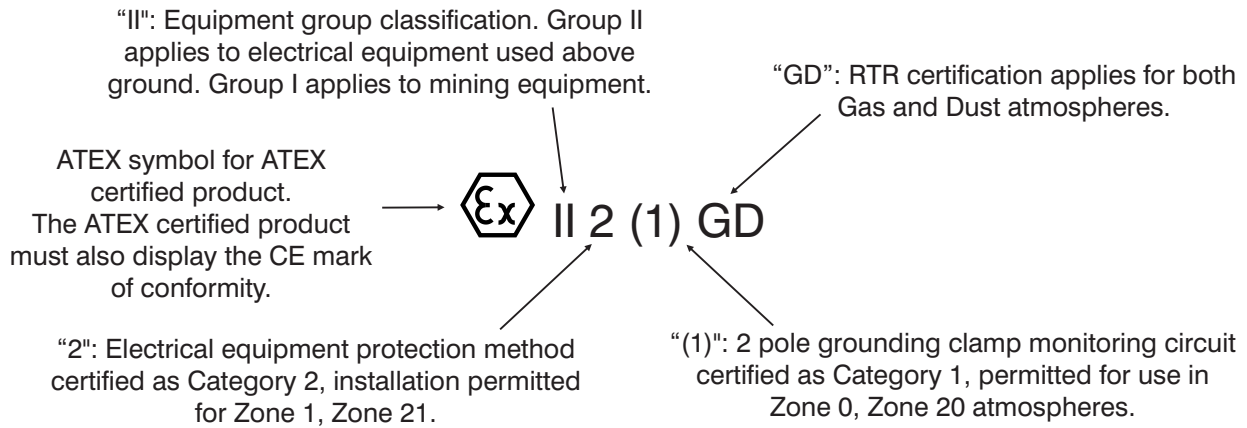 “II": Equipment group classification. Group II
applies to electrical equipment used above
ground. Group I applies to mining equipment.
“GD”: RTR certification applies for both
Gas and Dust atmospheres.
ATEX symbol for ATEX
certified product.
The ATEX certified product
must also display the CE mark
of conformity.
Ex II 2 (1) GD
“2": Electrical equipment protection method
certified as Category 2, installation permitted
for Zone 1, Zone 21.
“(1)": 2 pole grounding clamp monitoring circuit
certified as Category 1, permitted for use in
Zone 0, Zone 20 atmospheres.